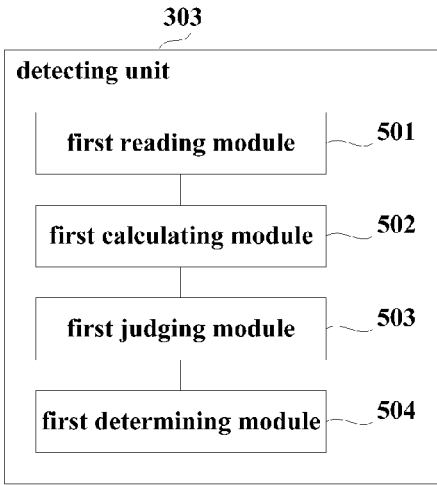 303
detecting unit
first reading module
501
first calculating module
502
first judging module
503
first determining module
504